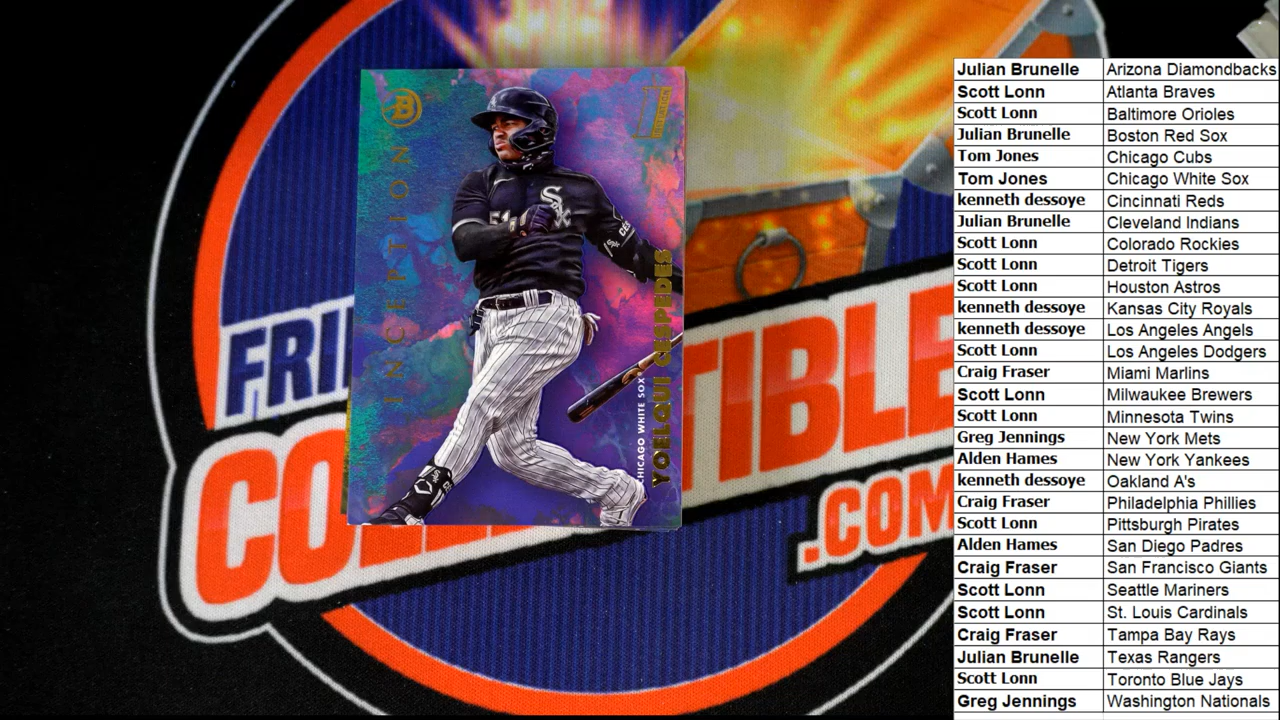 B
INCEPTION
CHICAGO WHITE SOX®
YOELQUI CESPEDES
51
FRI
TIBLE
COLL
.COM
Julian Brunelle Arizona Diamondbacks
Scott Lonn Atlanta Braves
Scott Lonn Baltimore Orioles
Julian Brunelle Boston Red Sox
Tom Jones Chicago Cubs
Tom Jones Chicago White Sox
kenneth dessoye Cincinnati Reds
Julian Brunelle Cleveland Indians
Scott Lonn Colorado Rockies
Scott Lonn Detroit Tigers
Scott Lonn Houston Astros
kenneth dessoye Kansas City Royals
kenneth dessoye Los Angeles Angels
Scott Lonn Los Angeles Dodgers
Craig Fraser Miami Marlins
Scott Lonn Milwaukee Brewers
Scott Lonn Minnesota Twins
Greg Jennings New York Mets
Alden Hames New York Yankees
kenneth dessoye Oakland A's
Craig Fraser Philadelphia Phillies
Scott Lonn Pittsburgh Pirates
Alden Hames San Diego Padres
Craig Fraser San Francisco Giants
Scott Lonn Seattle Mariners
Scott Lonn St. Louis Cardinals
Craig Fraser Tampa Bay Rays
Julian Brunelle Texas Rangers
Scott Lonn Toronto Blue Jays
Greg Jennings Washington Nationals